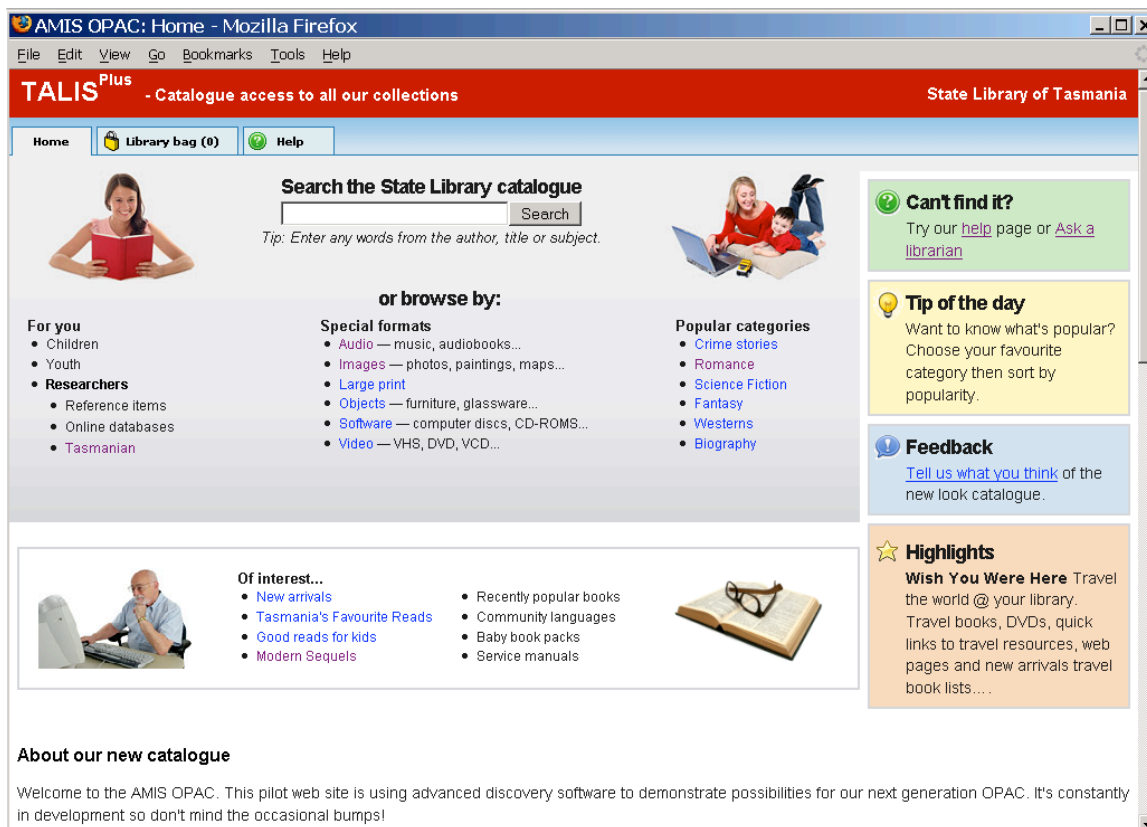 AMIS OPAC: Home - Mozilla Firefox
File Edit View Go Bookmarks Tools Help
TALIS Plus - Catalogue access to all our collections
State Library of Tasmania
Home
Library bag (0)
Help
Search the State Library catalogue
Search
Tip: Enter any words from the author, title or subject.
or browse by:
For you
• Children
• Youth
• Researchers
• Reference items
• Online databases
• Tasmanian
Special formats
• Audio — music, audiobooks...
• Images — photos, paintings, maps...
• Large print
• Objects — furniture, glassware...
• Software — computer discs, CD-ROMS...
• Video — VHS, DVD, VCD...
Popular categories
• Crime stories
• Romance
• Science Fiction
• Fantasy
• Westerns
• Biography
Can't find it?
Try our help page or Ask a
librarian
Tip of the day
Want to know what's popular?
Choose your favourite
category then sort by
popularity.
Feedback
Tell us what you think of the
new look catalogue.
Highlights
Wish You Were Here Travel
the world @ your library.
Travel books, DVDs, quick
links to travel resources, web
pages and new arrivals travel
book lists....
Of interest...
• New arrivals
• Tasmania's Favourite Reads
• Good reads for kids
• Modern Sequels
• Recently popular books
• Community languages
• Baby book packs
• Service manuals
About our new catalogue
Welcome to the AMIS OPAC. This pilot web site is using advanced discovery software to demonstrate possibilities for our next generation OPAC. It's constantly
in development so don't mind the occasional bumps!